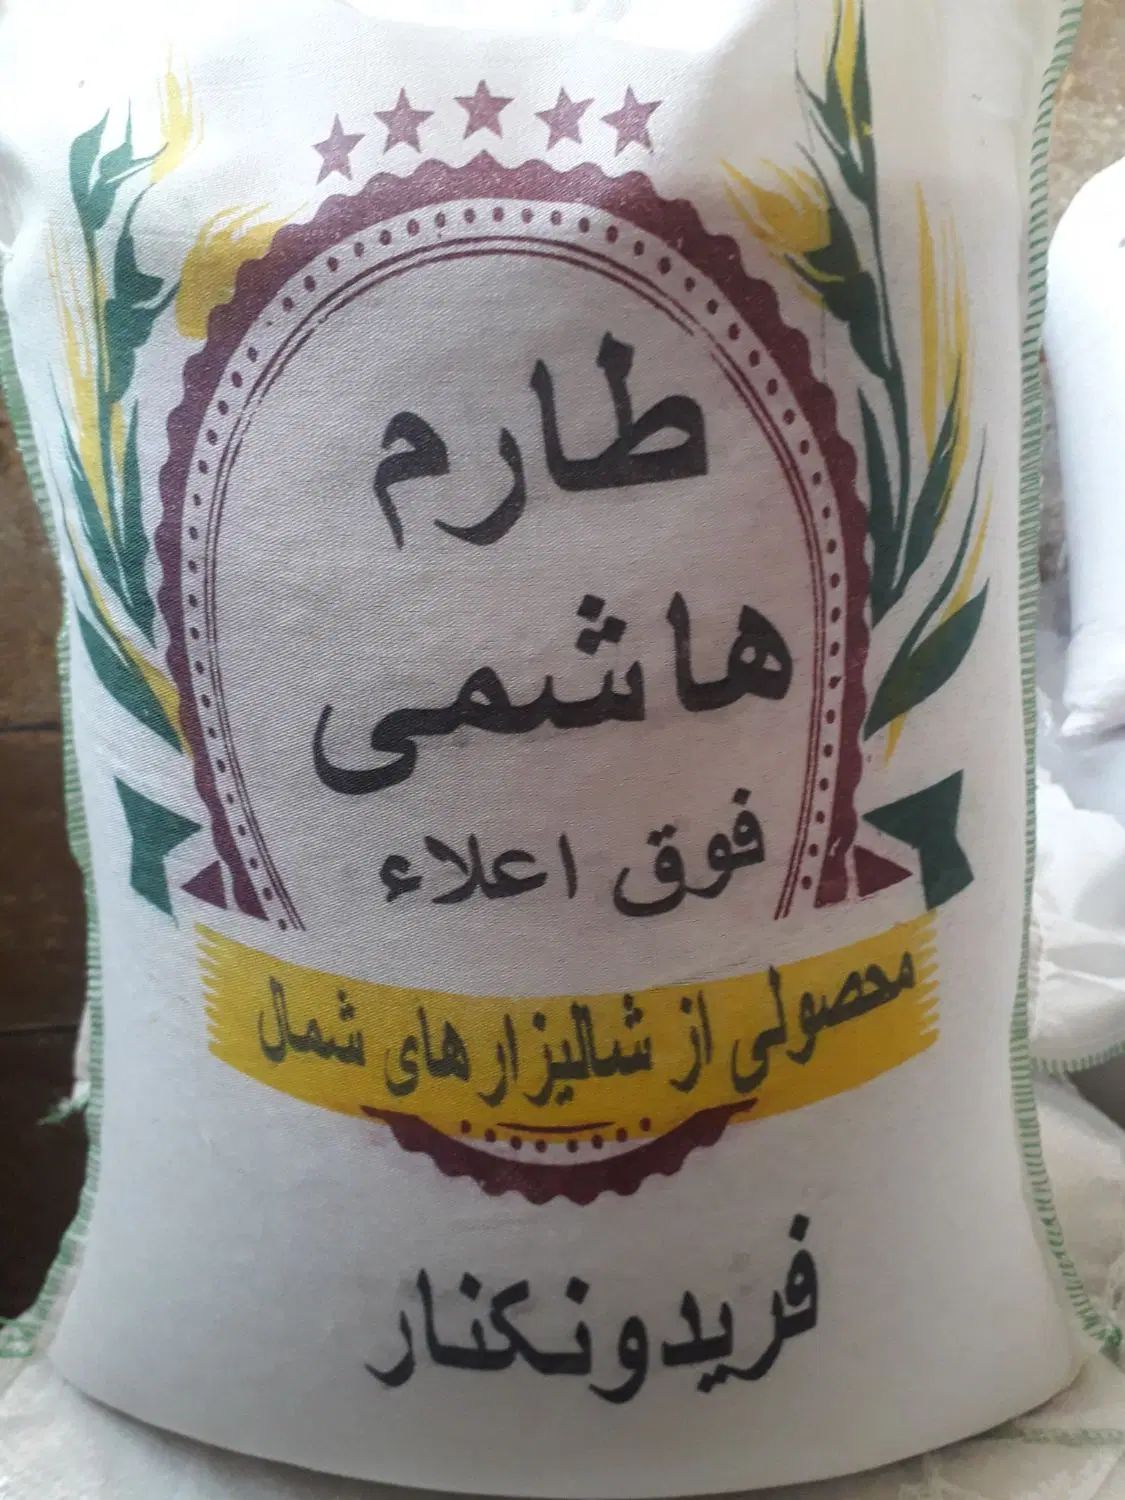 طارم
هاشمی
فوق اعلاء
محصولی از شالیزارهای شمال
فریدونکنار